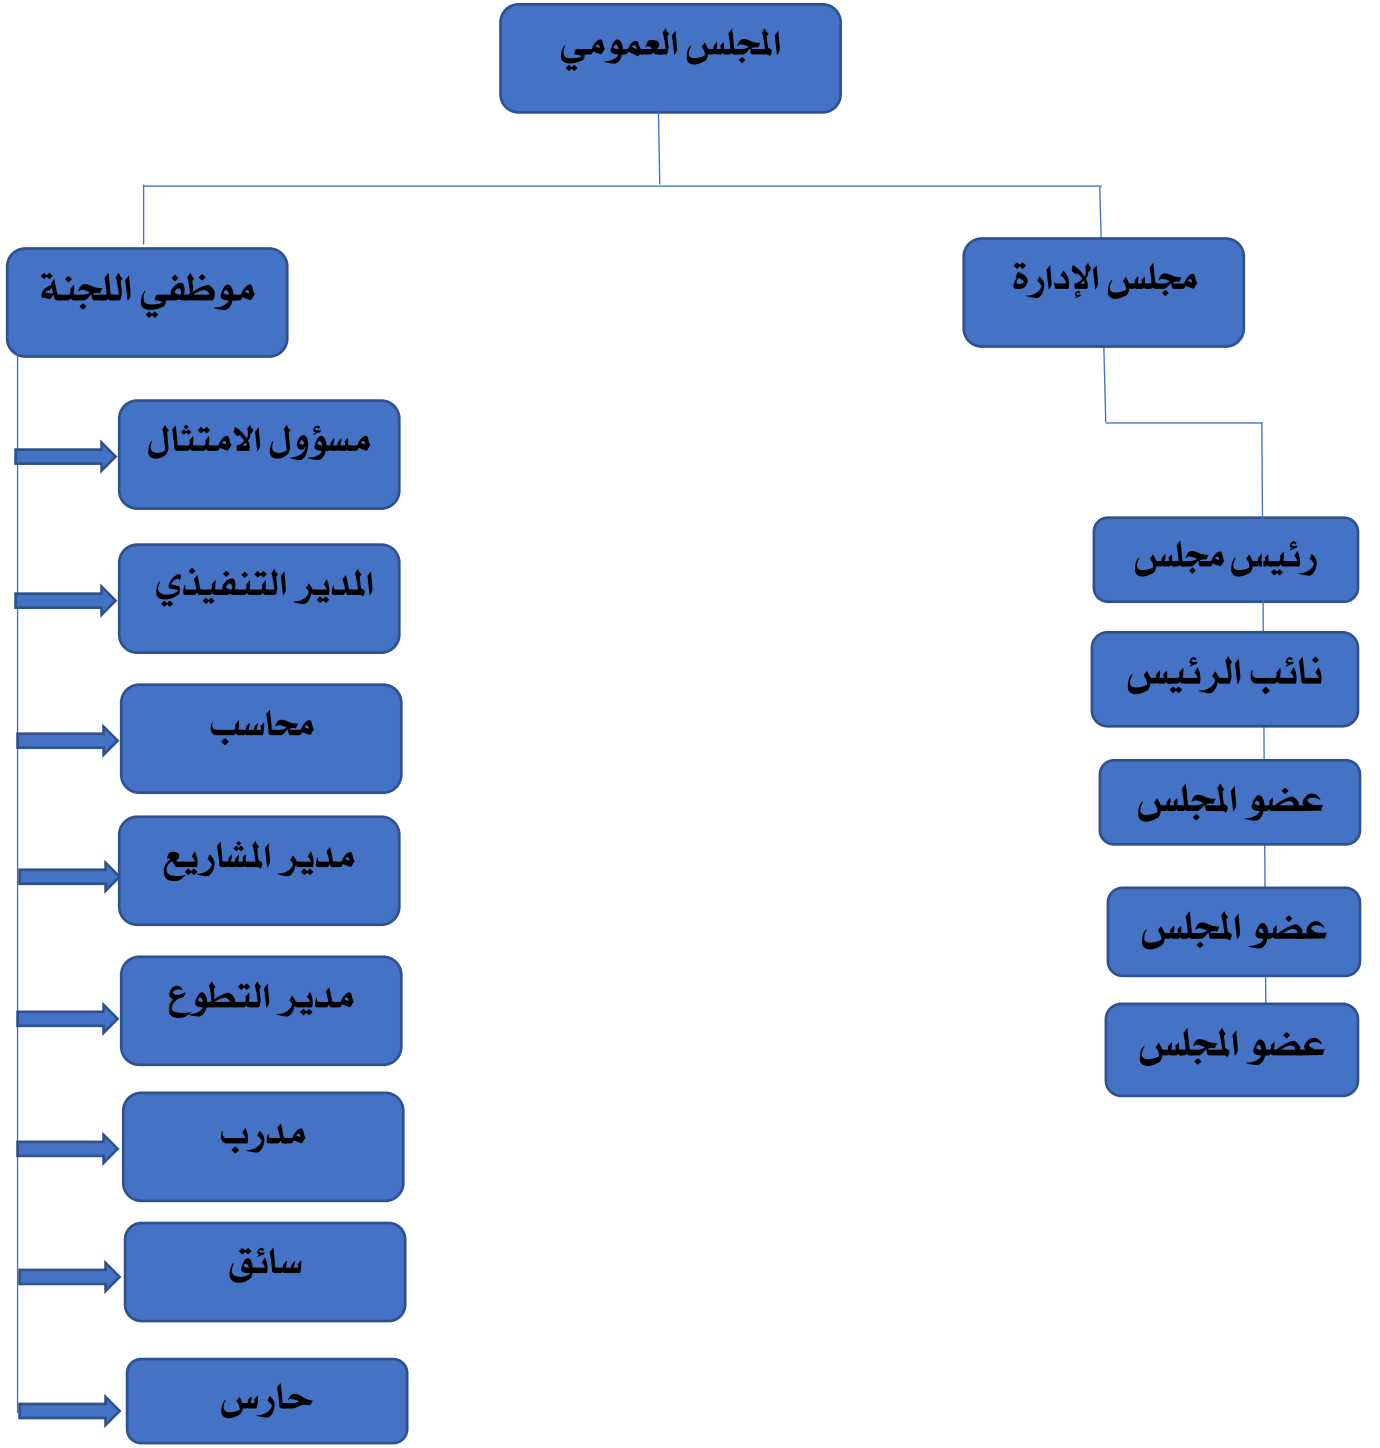 المجلس العمومي
مجلس الإدارة
رئيس مجلس
نائب الرئيس
عضو المجلس
عضو المجلس
عضو المجلس
موظفي اللجنة
مسؤول الامتثال
المدير التنفيذي
محاسب
مدير المشاريع
مدير التطوع
مدرب
سائق
حارس